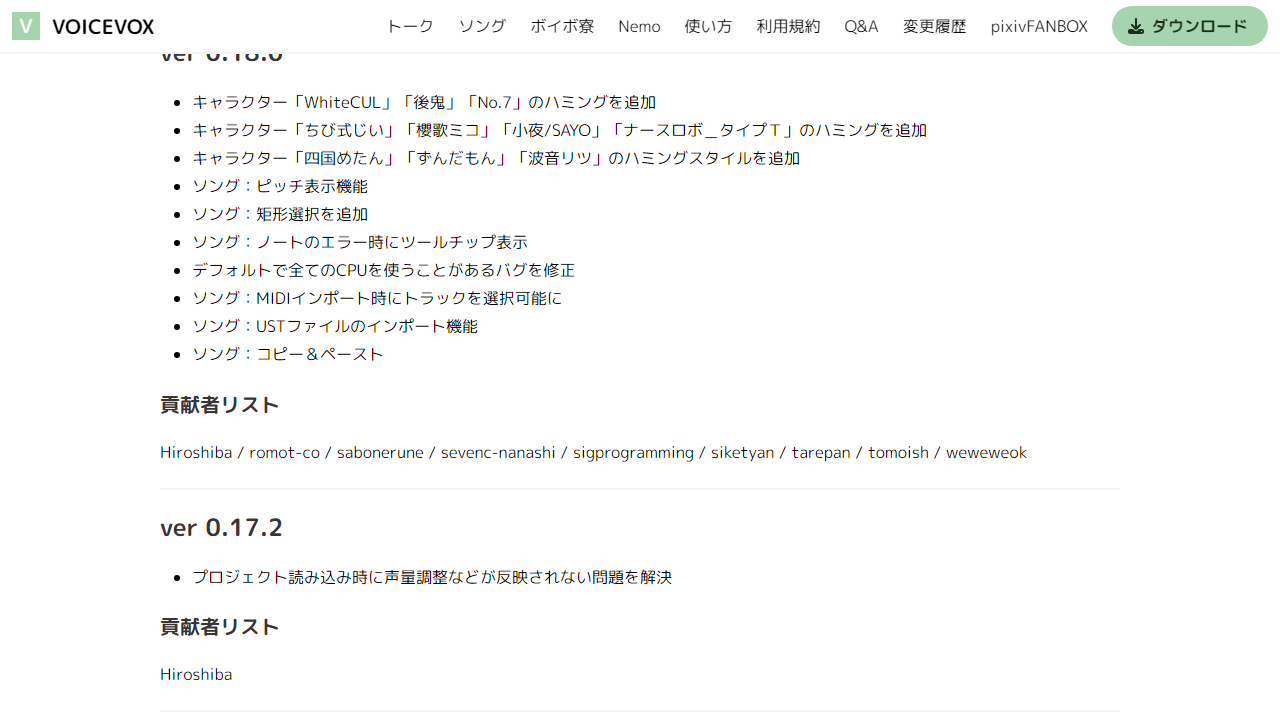 VOICEVOX
トーク ソング ボイボ寮 Nemo 使い方 利用規約 Q&A 変更履歴 pixivFANBOX ダウンロード
ver 0.18.0
キャラクター「WhiteCUL」「後鬼」「No.7」のハミングを追加
キャラクター「ちび式じい」「櫻歌ミコ」「小夜/SAYO」「ナースロボ＿タイプＴ」のハミングを追加
キャラクター「四国めたん」「ずんだもん」「波音リツ」のハミングスタイルを追加
ソング：ピッチ表示機能
ソング：矩形選択を追加
ソング：ノートのエラー時にツールチップ表示
デフォルトで全てのCPUを使うことがあるバグを修正
ソング：MIDIインポート時にトラックを選択可能に
ソング：USTファイルのインポート機能
ソング：コピー＆ペースト
貢献者リスト
Hiroshiba / romot-co / sabonerune / sevenc-nanashi / sigprogramming / siketyan / tarepan / tomoish / weweweok
ver 0.17.2
プロジェクト読み込み時に声量調整などが反映されない問題を解決
貢献者リスト
Hiroshiba